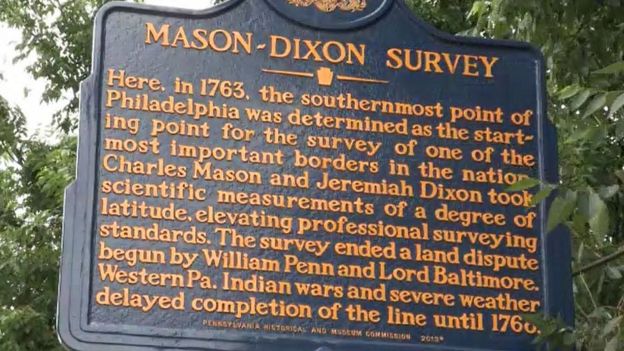 MASON-DIXON SURVEY
Here, in 1763, the southernmost point of
Philadelphia was determined as the start-
ing point for the survey of one of the
most important borders in the nation.
Charles Mason and Jeremiah Dixon took
scientific measurements of a degree of
latitude, elevating professional surveying
standards. The survey ended a land dispute
begun by William Penn and Lord Baltimore.
Western Pa. Indian wars and severe weather
delayed completion of the line until
PENNSYLVANIA HISTORICAL AND MUSEUM COMMISSION 2013